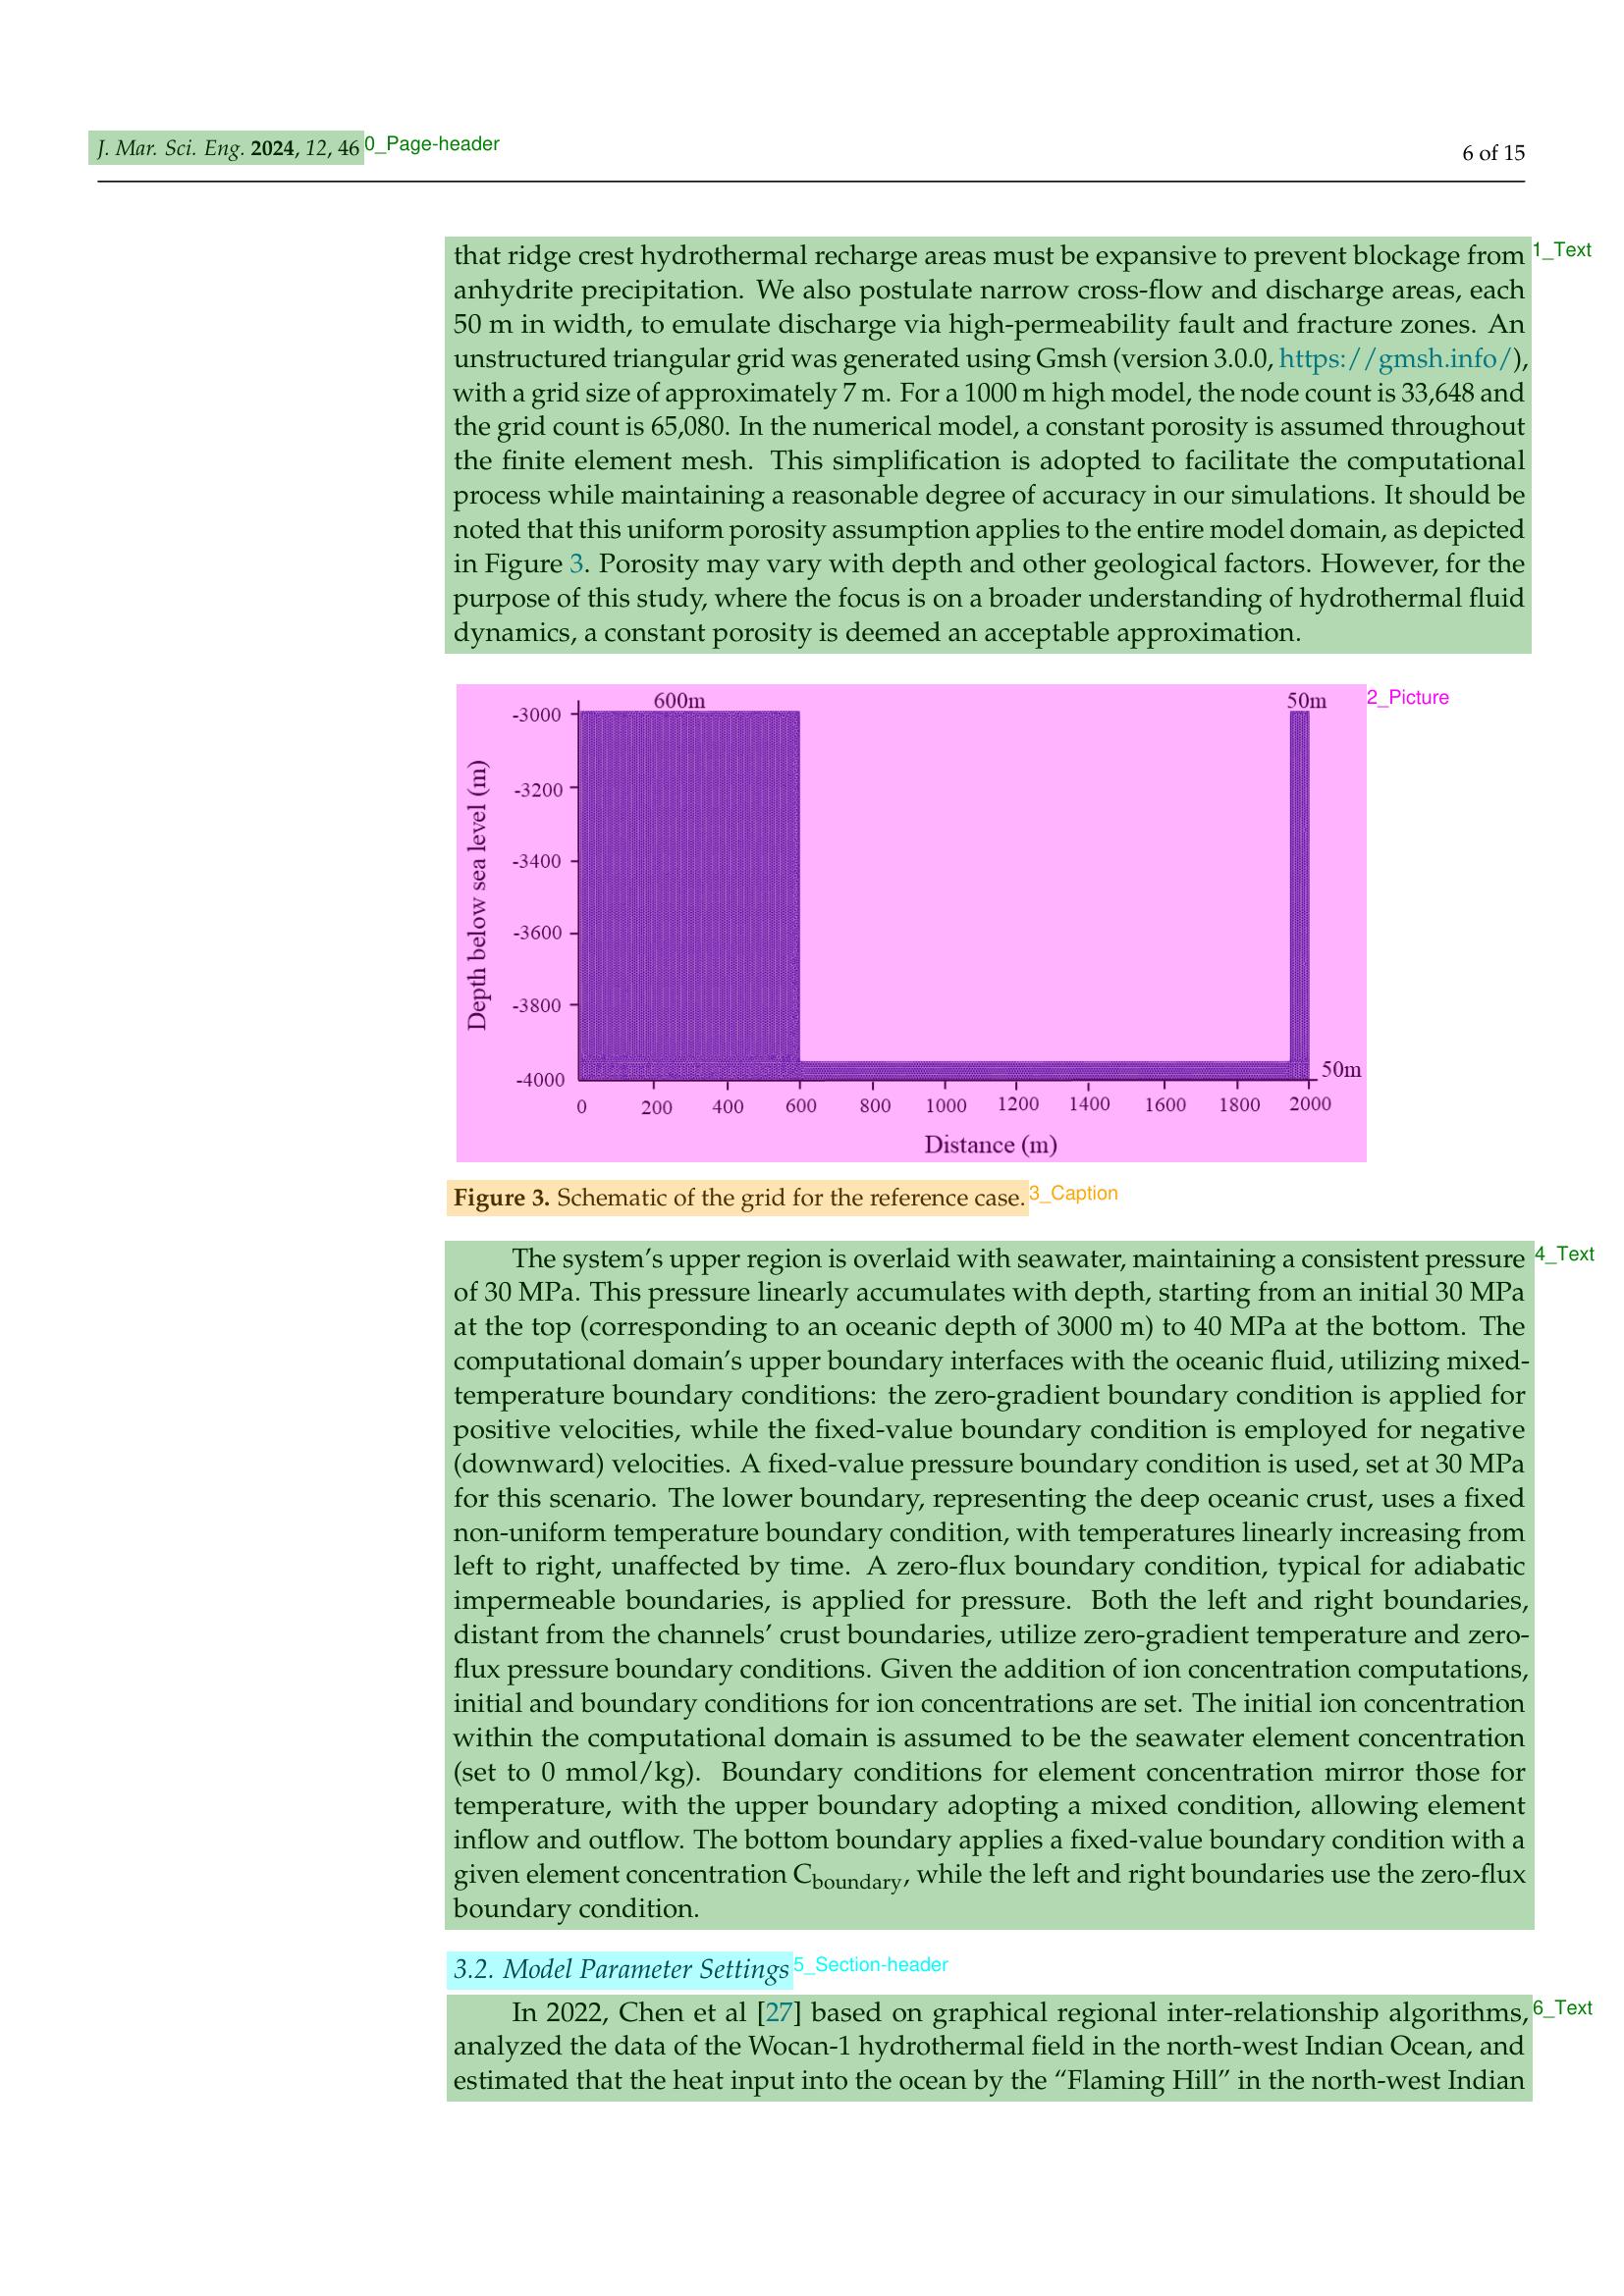 J. Mar. Sci. Eng. 2024, 12, 46
0_Page-header
6 of 15
that ridge crest hydrothermal recharge areas must be expansive to prevent blockage from
1_Text
anhydrite precipitation. We also postulate narrow cross-flow and discharge areas, each
50 m in width, to emulate discharge via high-permeability fault and fracture zones. An
unstructured triangular grid was generated using Gmsh (version 3.0.0, https://gmsh.info/),
with a grid size of approximately 7 m. For a 1000 m high model, the node count is 33,648 and
the grid count is 65,080. In the numerical model, a constant porosity is assumed throughout
the finite element mesh. This simplification is adopted to facilitate the computational
process while maintaining a reasonable degree of accuracy in our simulations. It should be
noted that this uniform porosity assumption applies to the entire model domain, as depicted
in Figure 3. Porosity may vary with depth and other geological factors. However, for the
purpose of this study, where the focus is on a broader understanding of hydrothermal fluid
dynamics, a constant porosity is deemed an acceptable approximation.
2_Picture
600m
50m
Depth below sea level (m)
-3000
-3200
-3400
-3600
-3800
-4000
50m
0 200 400 600 800 1000 1200 1400 1600 1800 2000
Distance (m)
Figure 3. Schematic of the grid for the reference case.
3_Caption
The system's upper region is overlaid with seawater, maintaining a consistent pressure
4_Text
of 30 MPa. This pressure linearly accumulates with depth, starting from an initial 30 MPa
at the top (corresponding to an oceanic depth of 3000 m) to 40 MPa at the bottom. The
computational domain's upper boundary interfaces with the oceanic fluid, utilizing mixed-
temperature boundary conditions: the zero-gradient boundary condition is applied for
positive velocities, while the fixed-value boundary condition is employed for negative
(downward) velocities. A fixed-value pressure boundary condition is used, set at 30 MPa
for this scenario. The lower boundary, representing the deep oceanic crust, uses a fixed
non-uniform temperature boundary condition, with temperatures linearly increasing from
left to right, unaffected by time. A zero-flux boundary condition, typical for adiabatic
impermeable boundaries, is applied for pressure. Both the left and right boundaries,
distant from the channels' crust boundaries, utilize zero-gradient temperature and zero-
flux pressure boundary conditions. Given the addition of ion concentration computations,
initial and boundary conditions for ion concentrations are set. The initial ion concentration
within the computational domain is assumed to be the seawater element concentration
(set to 0 mmol/kg). Boundary conditions for element concentration mirror those for
temperature, with the upper boundary adopting a mixed condition, allowing element
inflow and outflow. The bottom boundary applies a fixed-value boundary condition with a
given element concentration Cboundary, while the left and right boundaries use the zero-flux
boundary condition.
3.2. Model Parameter Settings
5_Section-header
In 2022, Chen et al [27] based on graphical regional inter-relationship algorithms,
6_Text
analyzed the data of the Wocan-1 hydrothermal field in the north-west Indian Ocean, and
estimated that the heat input into the ocean by the “Flaming Hill” in the north-west Indian